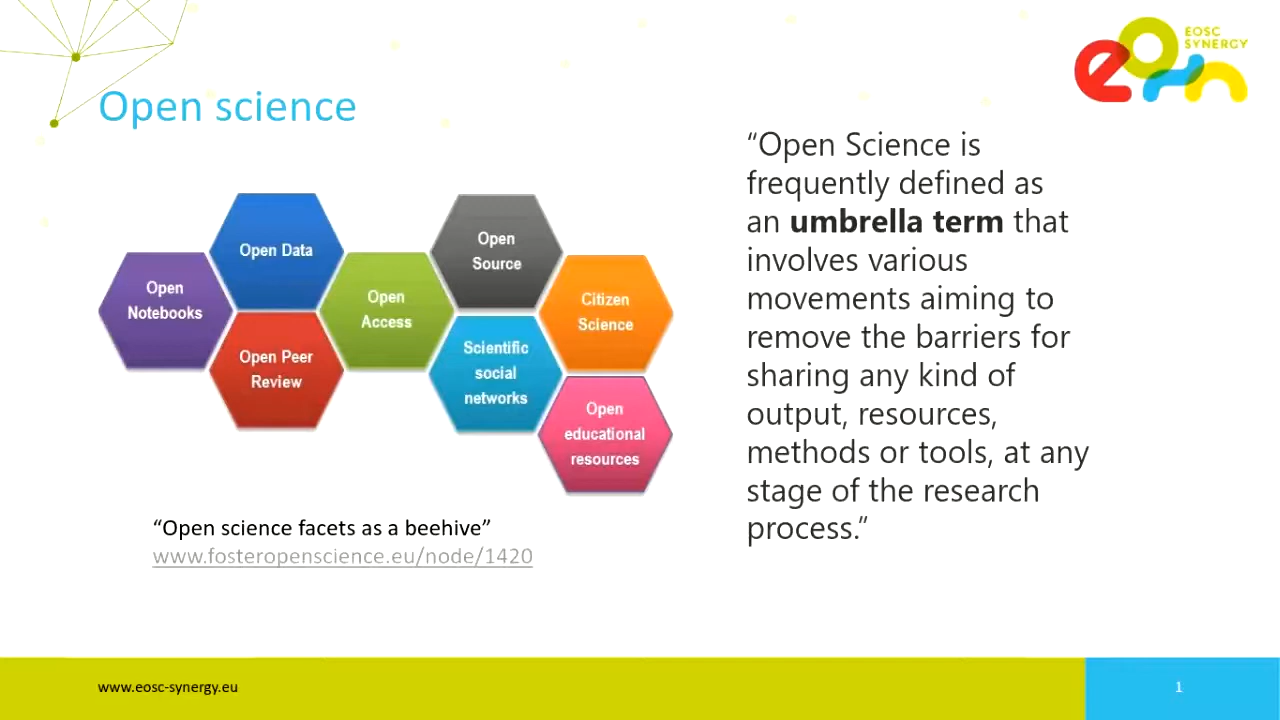 EOSC
SYNERGY
Open science
Open
Notebooks
Open Data
Open Peer
Review
Open
Access
Open
Source
Scientific
social
networks
Citizen
Science
Open
educational
resources
“Open science facets as a beehive”
www.fosteropenscience.eu/node/1420
“Open Science is
frequently defined as
an umbrella term that
involves various
movements aiming to
remove the barriers for
sharing any kind of
output, resources,
methods or tools, at any
stage of the research
process.”
www.eosc-synergy.eu
1